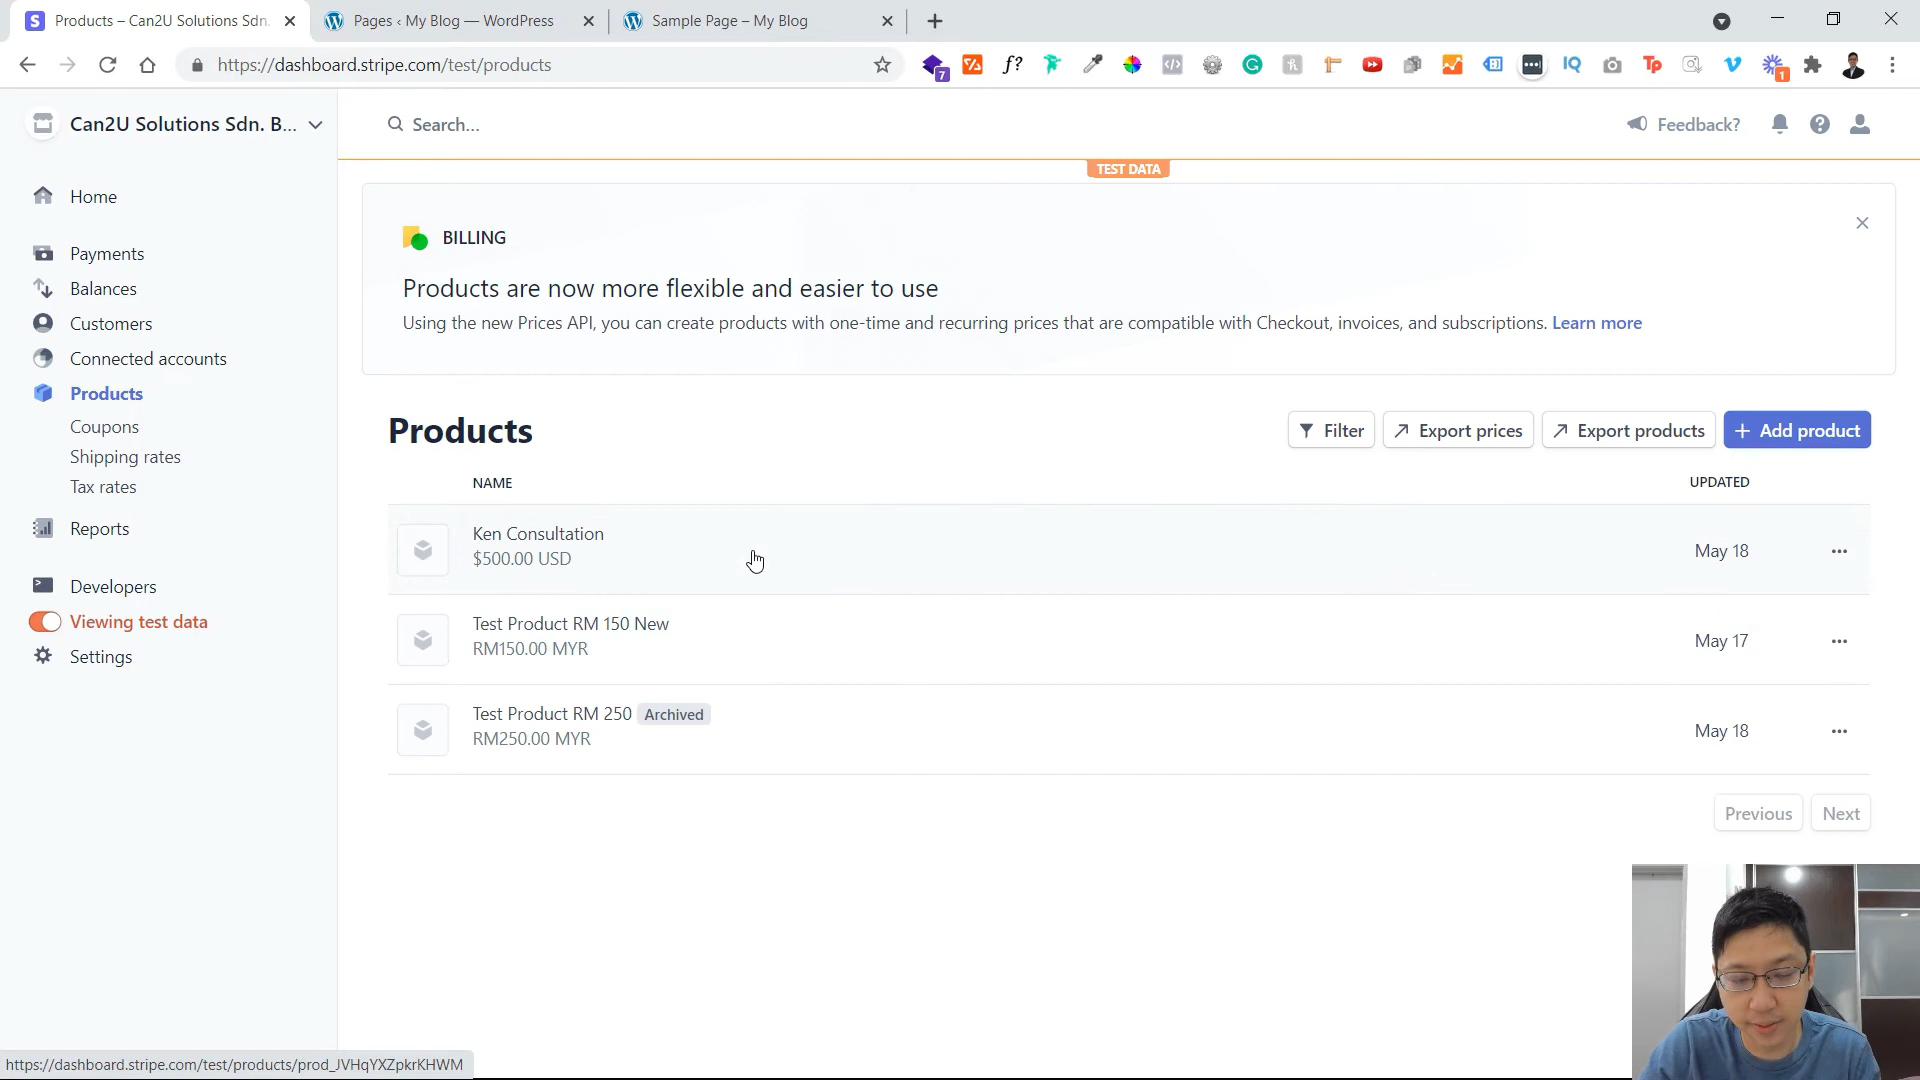 S Products – Can2U Solutions Sdn.
Pages ‹ My Blog — WordPress
Sample Page – My Blog
https://dashboard.stripe.com/test/products
f?
7
IQ
Tp
1
Can2U Solutions Sdn. B...
Search...
Feedback?
TEST DATA
Home
Payments
Balances
Customers
Connected accounts
Products
Coupons
Shipping rates
Tax rates
Reports
Developers
Viewing test data
Settings
BILLING
Products are now more flexible and easier to use
Using the new Prices API, you can create products with one-time and recurring prices that are compatible with Checkout, invoices, and subscriptions. Learn more
Products
Filter
Export prices
Export products
+ Add product
NAME
UPDATED
Ken Consultation
$500.00 USD
May 18
Test Product RM 150 New
RM150.00 MYR
May 17
Test Product RM 250 Archived
RM250.00 MYR
May 18
Previous
Next
https://dashboard.stripe.com/test/products/prod_JVHqYXZpkrKHWM